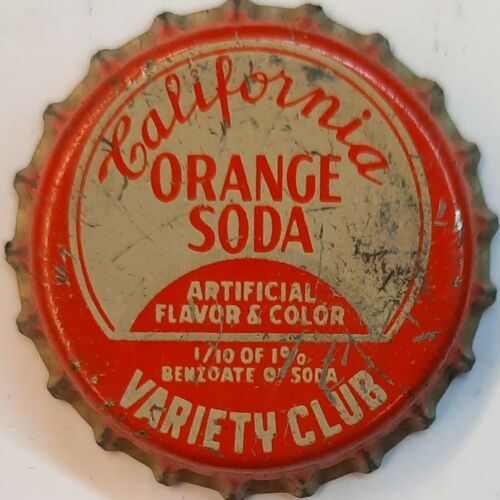 California
ORANGE
SODA
ARTIFICIAL
FLAVOR & COLOR
1/10 OF 1%
BENZOATE OF SODA
VARIETY CLUB